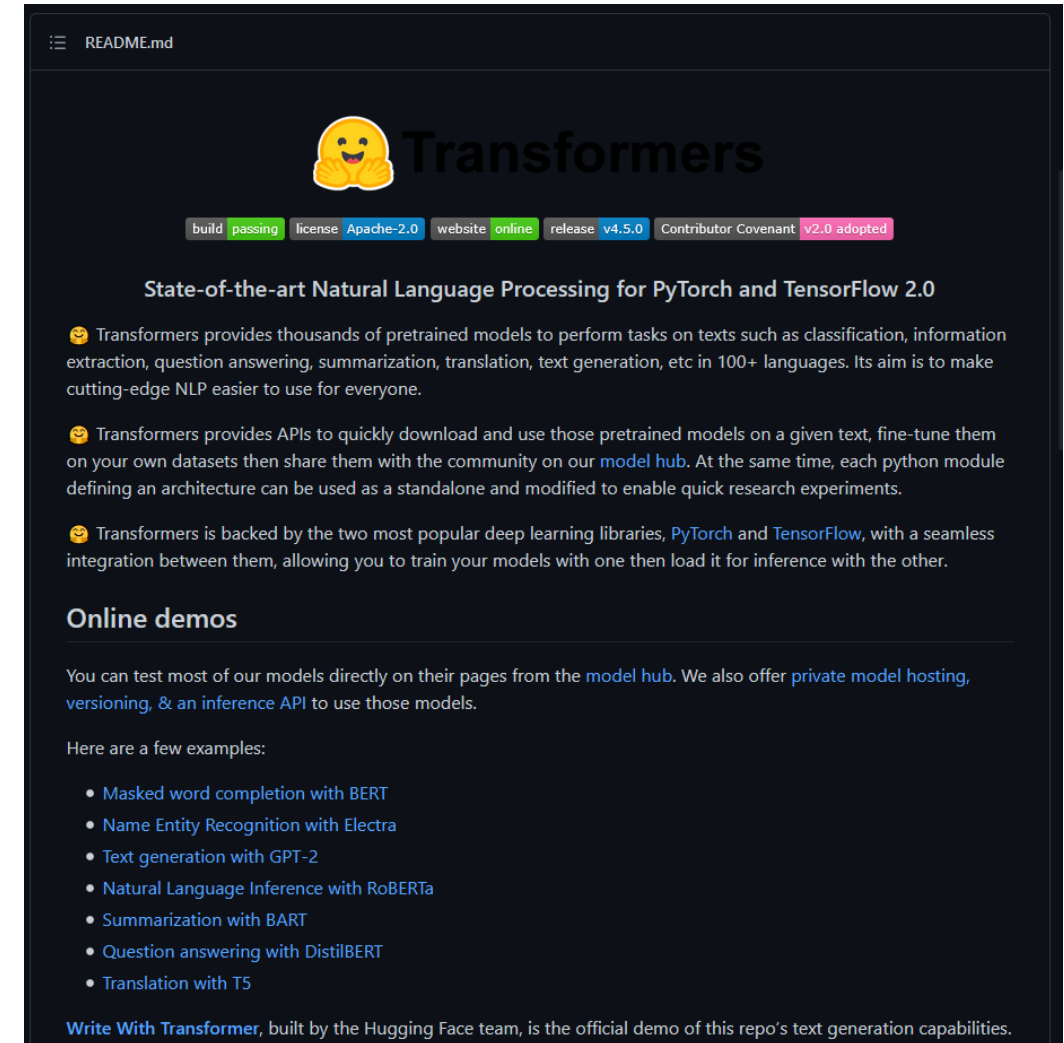 README.md
Transformers
build passing license Apache-2.0 website online release v4.5.0 Contributor Covenant v2.0 adopted
State-of-the-art Natural Language Processing for PyTorch and TensorFlow 2.0
🤗 Transformers provides thousands of pretrained models to perform tasks on texts such as classification, information
extraction, question answering, summarization, translation, text generation, etc in 100+ languages. Its aim is to make
cutting-edge NLP easier to use for everyone.
🤗 Transformers provides APIs to quickly download and use those pretrained models on a given text, fine-tune them
on your own datasets then share them with the community on our model hub. At the same time, each python module
defining an architecture can be used as a standalone and modified to enable quick research experiments.
🤗 Transformers is backed by the two most popular deep learning libraries, PyTorch and TensorFlow, with a seamless
integration between them, allowing you to train your models with one then load it for inference with the other.
Online demos
You can test most of our models directly on their pages from the model hub. We also offer private model hosting,
versioning, & an inference API to use those models.
Here are a few examples:
• Masked word completion with BERT
• Name Entity Recognition with Electra
• Text generation with GPT-2
• Natural Language Inference with RoBERTa
• Summarization with BART
• Question answering with DistilBERT
• Translation with T5
Write With Transformer, built by the Hugging Face team, is the official demo of this repo's text generation capabilities.